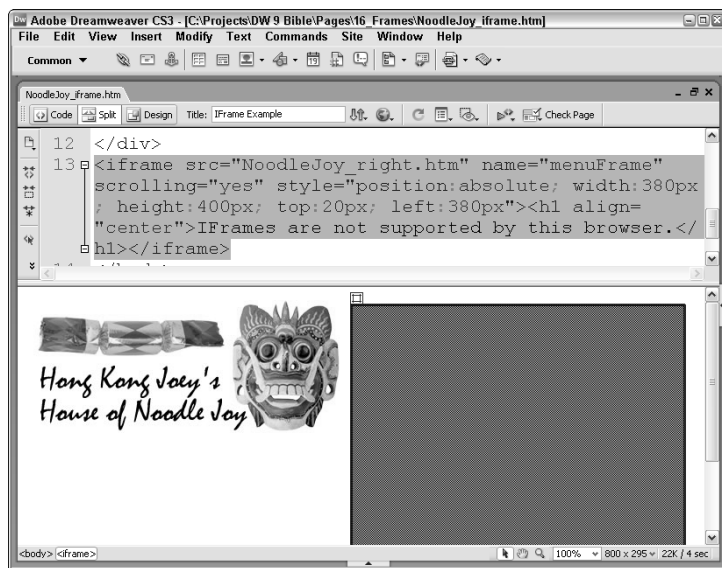 Adobe Dreamweaver CS3 - [C:\Projects\DW 9 Bible\Pages\16_Frames\NoodleJoy_iframe.htm]
File Edit View Insert Modify Text Commands Site Window Help
Common
NoodleJoy_iframe.htm
Code Split Design Title: IFrame Example Check Page
12 </div>
13 <iframe src="NoodleJoy_right.htm" name="menuFrame"
scrolling="yes" style="position:absolute; width:380px
; height:400px; top:20px; left:380px"><h1 align=
"center">IFrames are not supported by this browser.</
h1></iframe>
Hong Kong Joey's
House of Noodle Joy
<body> <iframe> 100% 800 x 295 22K / 4 sec